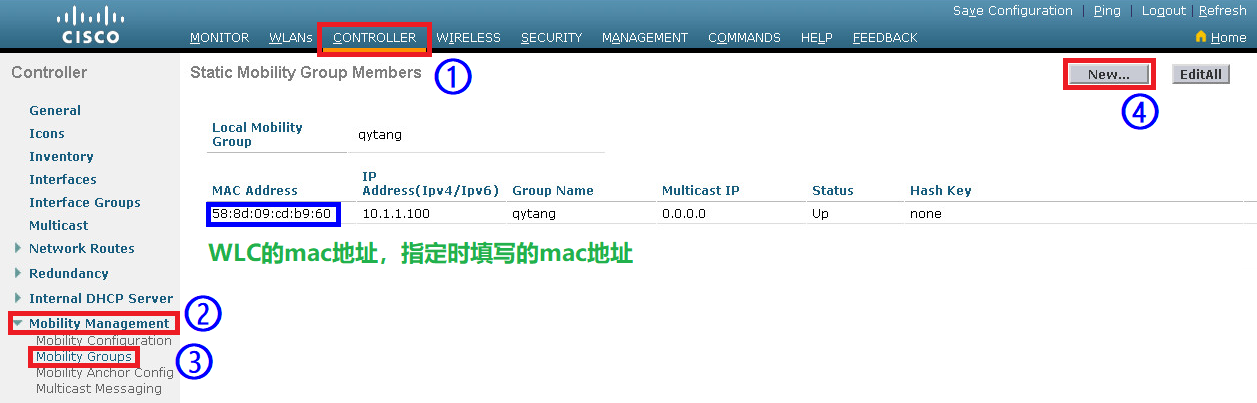 Save Configuration | Ping | Logout | Refresh
CISCO
MONITOR WLANs CONTROLLER WIRELESS SECURITY MANAGEMENT COMMANDS HELP FEEDBACK Home
Controller
Static Mobility Group Members ① New... EditAll
④
General
Icons
Inventory
Interfaces
Interface Groups
Multicast
Network Routes
Redundancy
Internal DHCP Server
Mobility Management ②
Mobility Configuration
Mobility Groups ③
Mobility Anchor Config
Multicast Messaging
Local Mobility
Group
qytang
MAC Address IP
Address(Ipv4/Ipv6) Group Name Multicast IP Status Hash Key
58:8d:09:cd:b9:60 10.1.1.100 qytang 0.0.0.0 Up none
WLC的mac地址，指定时填写的mac地址